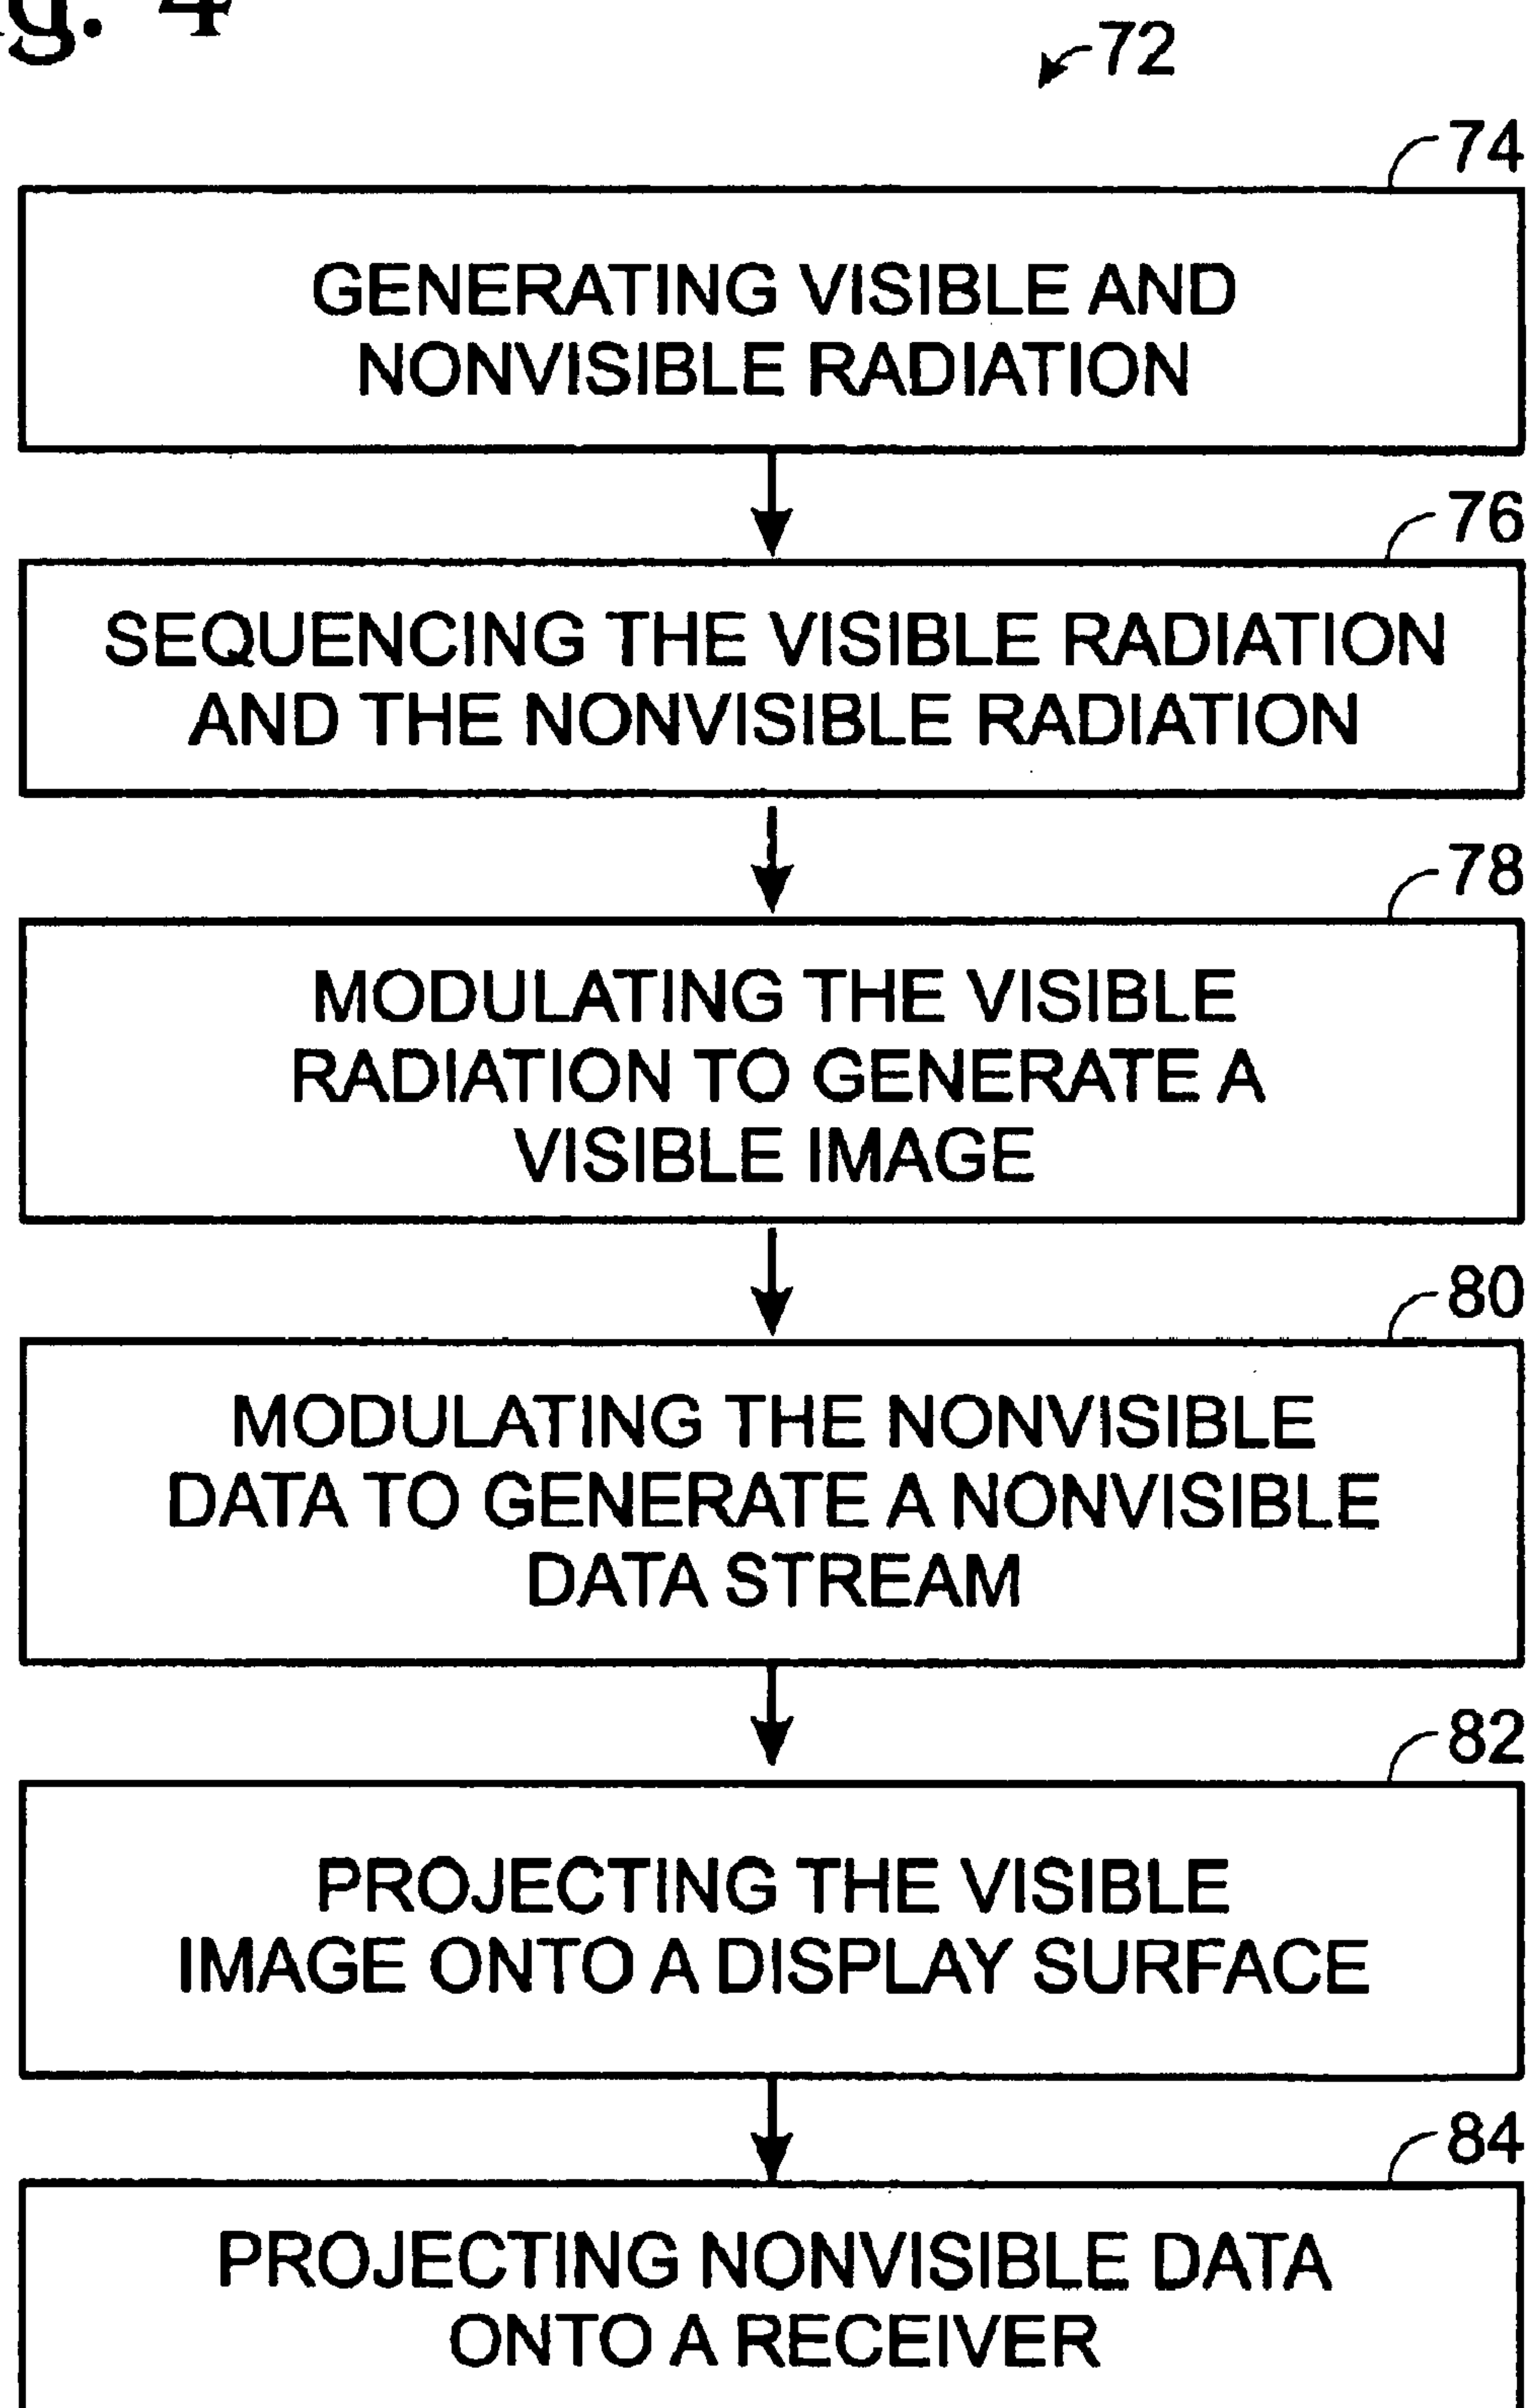 g. 4
72
74
GENERATING VISIBLE AND
NONVISIBLE RADIATION
76
SEQUENCING THE VISIBLE RADIATION
AND THE NONVISIBLE RADIATION
78
MODULATING THE VISIBLE
RADIATION TO GENERATE A
VISIBLE IMAGE
80
MODULATING THE NONVISIBLE
DATA TO GENERATE A NONVISIBLE
DATA STREAM
82
PROJECTING THE VISIBLE
IMAGE ONTO A DISPLAY SURFACE
84
PROJECTING NONVISIBLE DATA
ONTO A RECEIVER